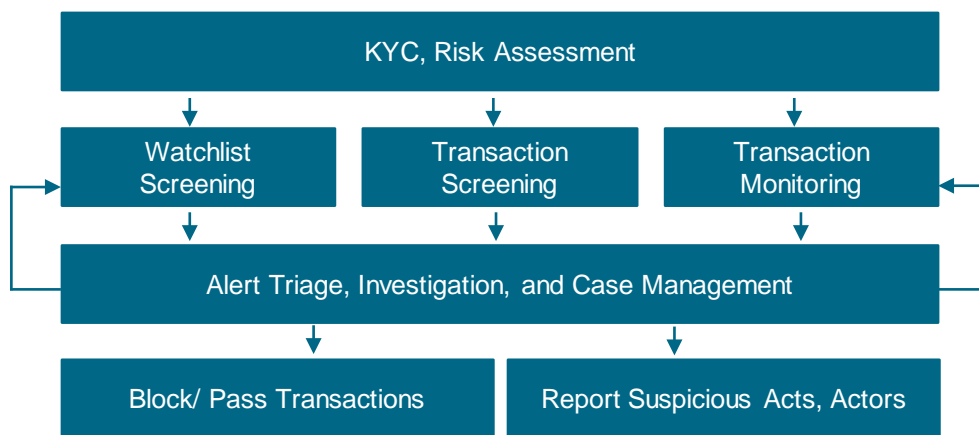 KYC, Risk Assessment
Watchlist
Screening
Transaction
Screening
Transaction
Monitoring
Alert Triage, Investigation, and Case Management
Block/ Pass Transactions
Report Suspicious Acts, Actors